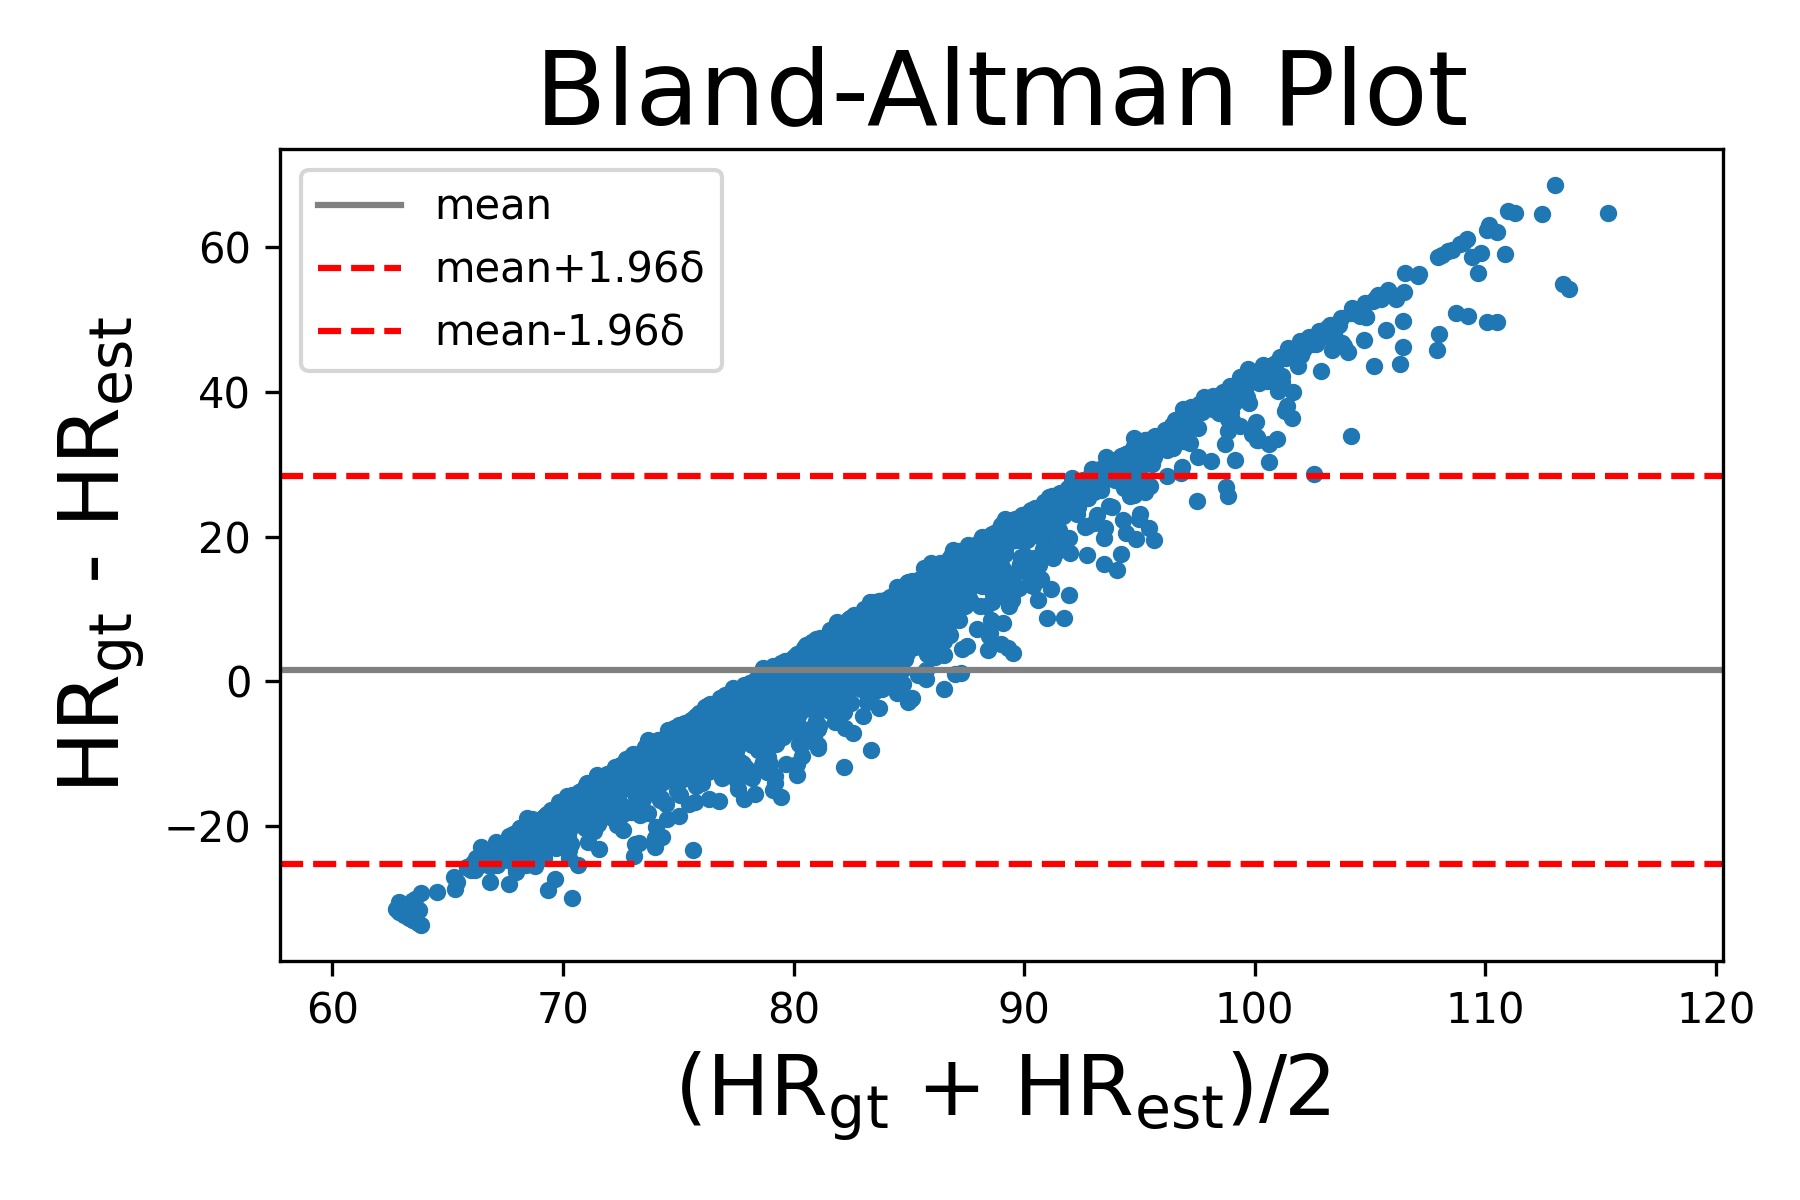 Bland-Altman Plot
mean
mean+1.96δ
mean-1.96δ
HRgt - HRest
60
40
20
0
−20
60 70 80 90 100 110 120
(HRgt + HRest)/2